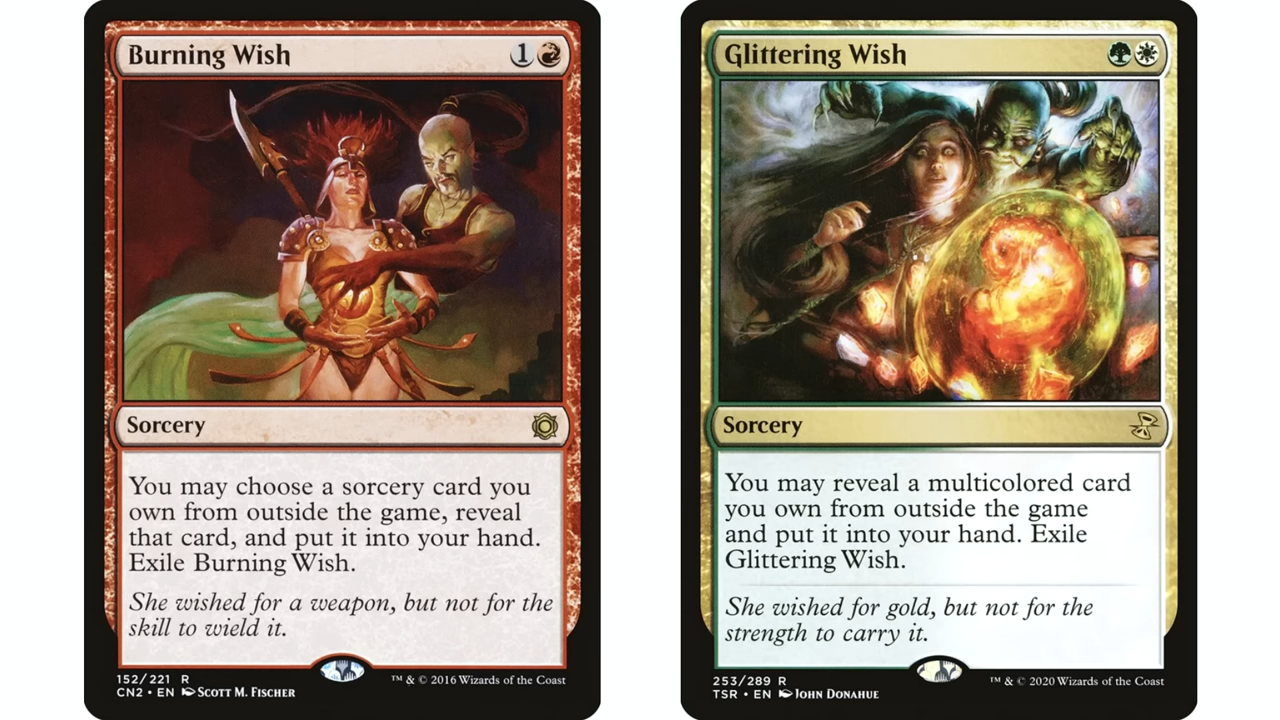 Burning Wish 1
Sorcery
You may choose a sorcery card you
own from outside the game, reveal
that card, and put it into your hand.
Exile Burning Wish.
She wished for a weapon, but not for the
skill to wield it.
152/221 R
CN2 • EN Scott M. Fischer
™ & © 2016 Wizards of the Coast
Glittering Wish
Sorcery
You may reveal a multicolored card
you own from outside the game
and put it into your hand. Exile
Glittering Wish.
She wished for gold, but not for the
strength to carry it.
253/289 R
TSR • EN John Donahue
™ & © 2020 Wizards of the Coast